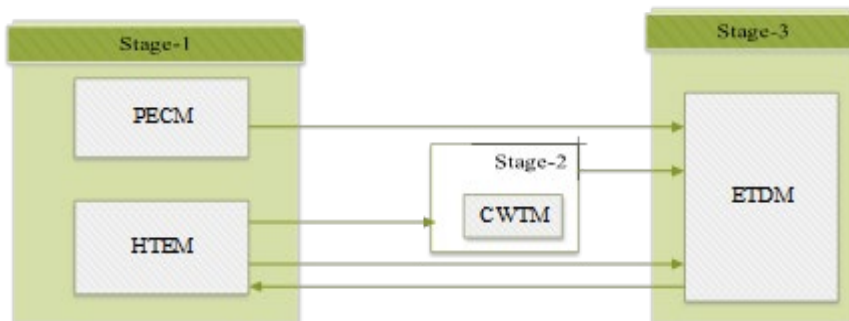 Stage-1
PECM
HTEM
Stage-2
CWTM
Stage-3
ETDM